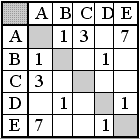 A B C D E
A 1 3 7
B 1 1
C 3
D 1 1
E 7 1